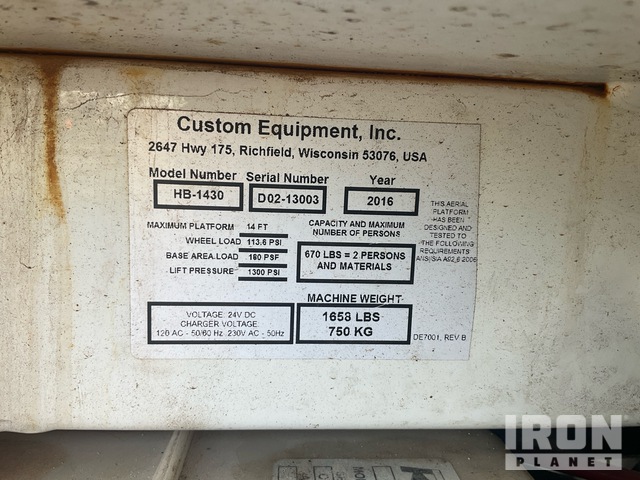 Custom Equipment, Inc.
2647 Hwy 175, Richfield, Wisconsin 53076, USA
Model Number Serial Number Year
HB-1430 D02-13003 2016
MAXIMUM PLATFORM 14 FT
WHEEL LOAD 113.6 PSI
BASE AREA LOAD 180 PSF
LIFT PRESSURE 1300 PSI
CAPACITY AND MAXIMUM
NUMBER OF PERSONS
670 LBS = 2 PERSONS
AND MATERIALS
THIS AERIAL
PLATFORM
HAS BEEN
DESIGNED AND
TESTED TO
THE FOLLOWING
REQUIREMENTS
ANSI/SIA A92.6 2006
MACHINE WEIGHT
VOLTAGE: 24V DC
CHARGER VOLTAGE:
120 AC - 50/60 Hz 230V AC - 50Hz
1658 LBS
750 KG
DE7001, REV B
IRON
PLANET